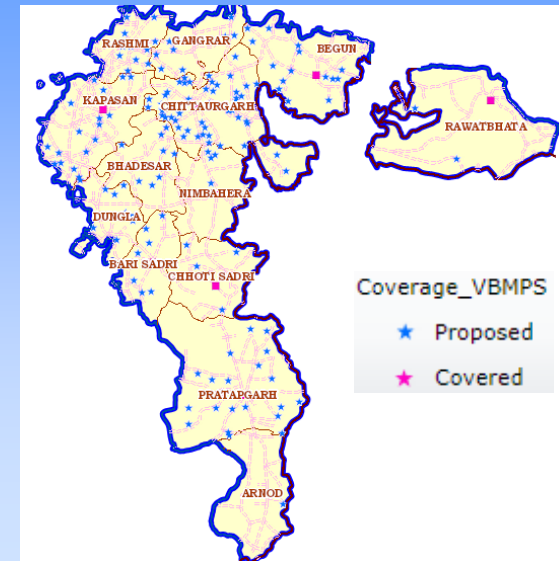 RASHMI
GANGRAR
BEGUN
KAPASAN
CHITTAURGARH
RAWATBHATA
BHADESAR
NIMBAHERA
DUNGLA
BARI SADRI
CHHOTI SADRI
Coverage_VBMPS
Proposed
Covered
PRATAPGARH
ARNOD